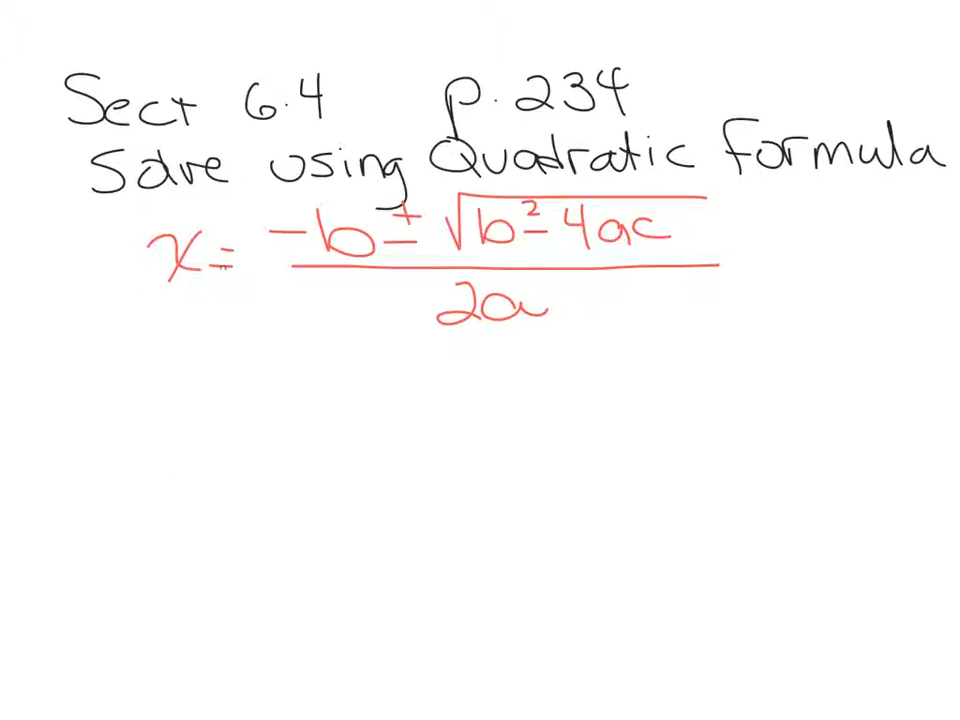 Sect 6.4 p. 234
Solve using Quadratic Formula
x = -b ± √b² - 4ac
2a